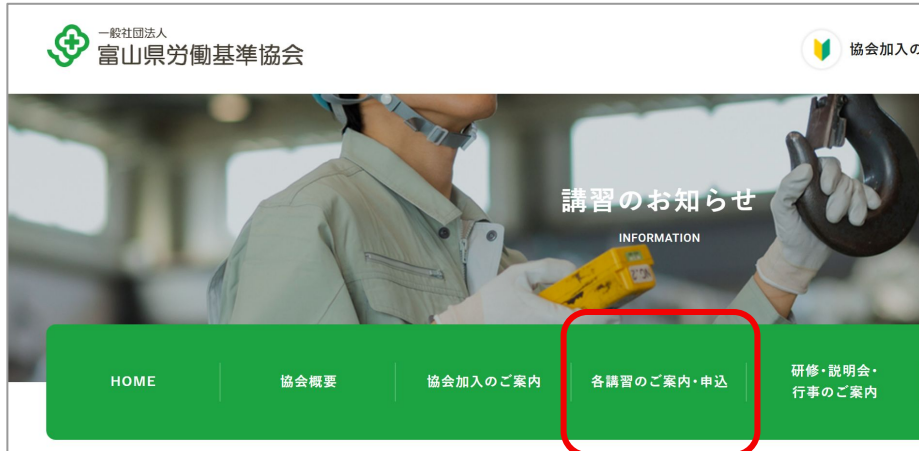 一般社団法人
富山県労働基準協会
協会加入の
講習のお知らせ
INFORMATION
HOME
協会概要
協会加入のご案内
各講習のご案内・申込
研修・説明会・
行事のご案内